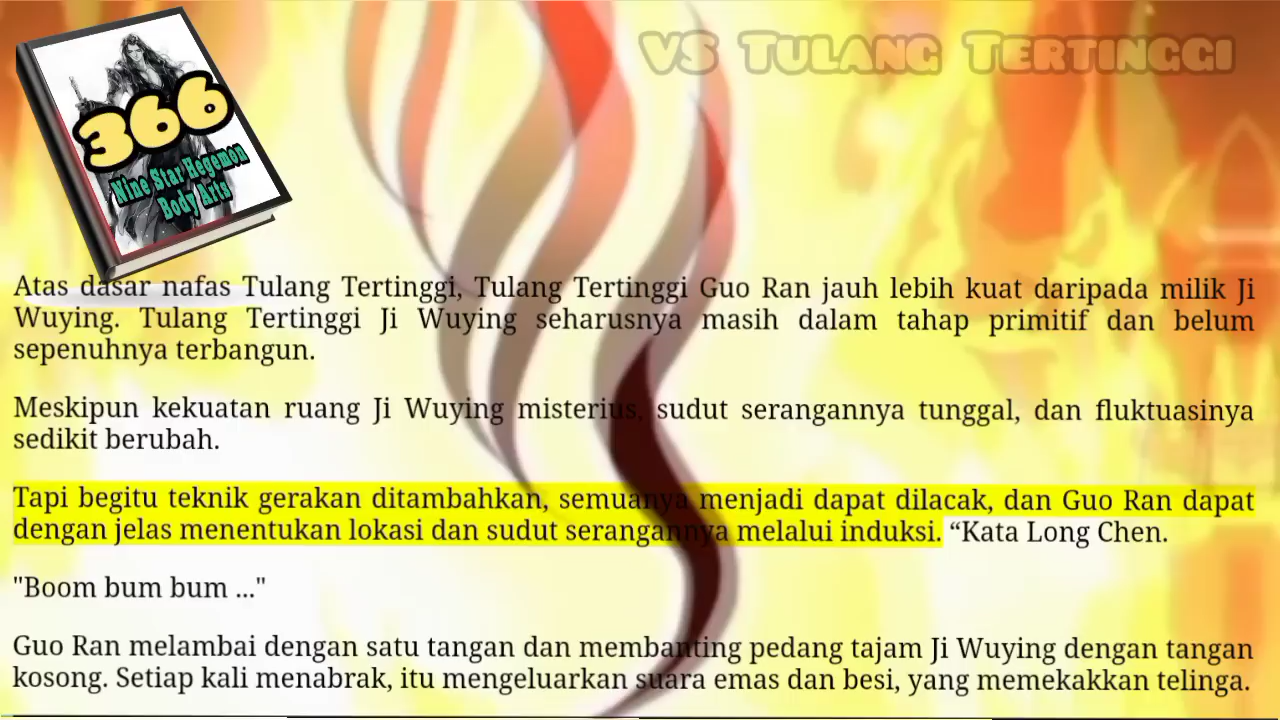 VS Tulang Tertinggi
366
Nine Star Hegemon
Body Arts
Atas dasar nafas Tulang Tertinggi, Tulang Tertinggi Guo Ran jauh lebih kuat daripada milik Ji
Wuying. Tulang Tertinggi Ji Wuying seharusnya masih dalam tahap primitif dan belum
sepenuhnya terbangun.
Meskipun kekuatan ruang Ji Wuying misterius, sudut serangannya tunggal, dan fluktuasinya
sedikit berubah.
Tapi begitu teknik gerakan ditambahkan, semuanya menjadi dapat dilacak, dan Guo Ran dapat
dengan jelas menentukan lokasi dan sudut serangannya melalui induksi. “Kata Long Chen.
"Boom bum bum ..."
Guo Ran melambai dengan satu tangan dan membanting pedang tajam Ji Wuying dengan tangan
kosong. Setiap kali menabrak, itu mengeluarkan suara emas dan besi, yang memekakkan telinga.